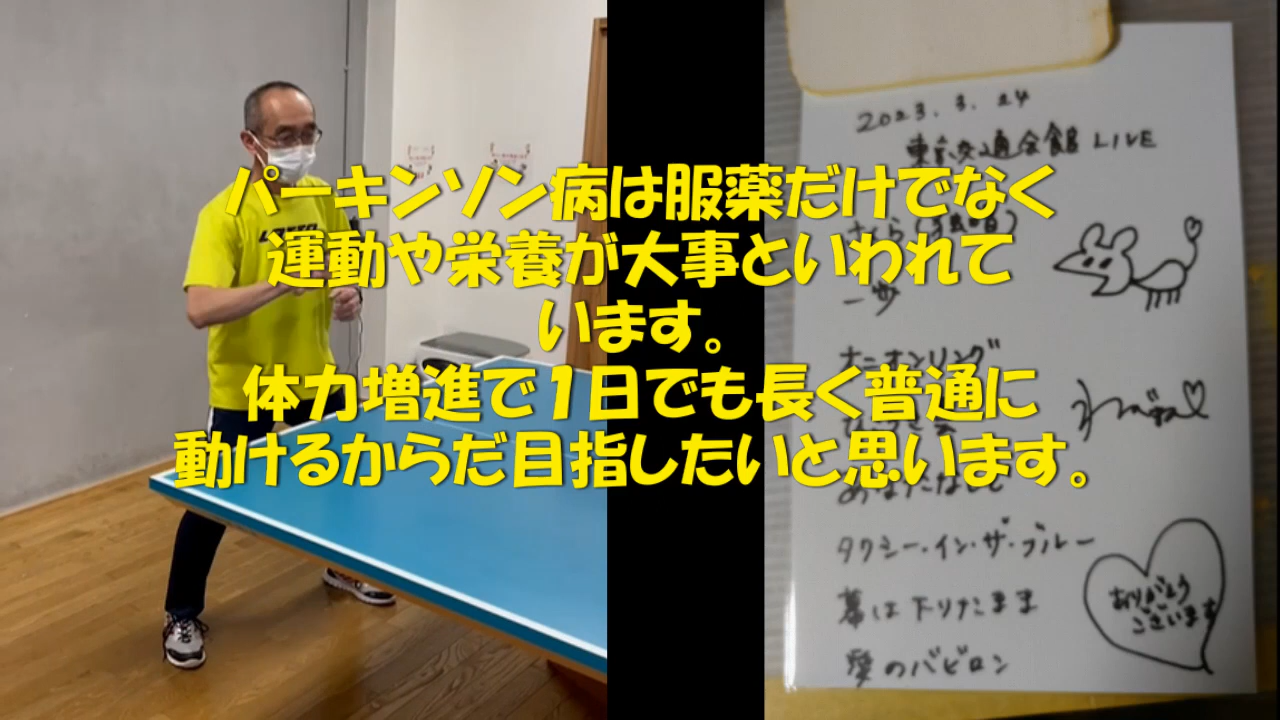 パーキンソン病は服薬だけでなく
運動や栄養が大事といわれて
います。
体力増進で1日でも長く普通に
動けるからだ目指したいと思います。
2023.3.24
東京交通会館 LIVE
一歩
オニオンリング
あなたなしで
タクシー・イン・ザ・ブルー
幕は下りたまま
愛のバビロン
ありがとう
ございます